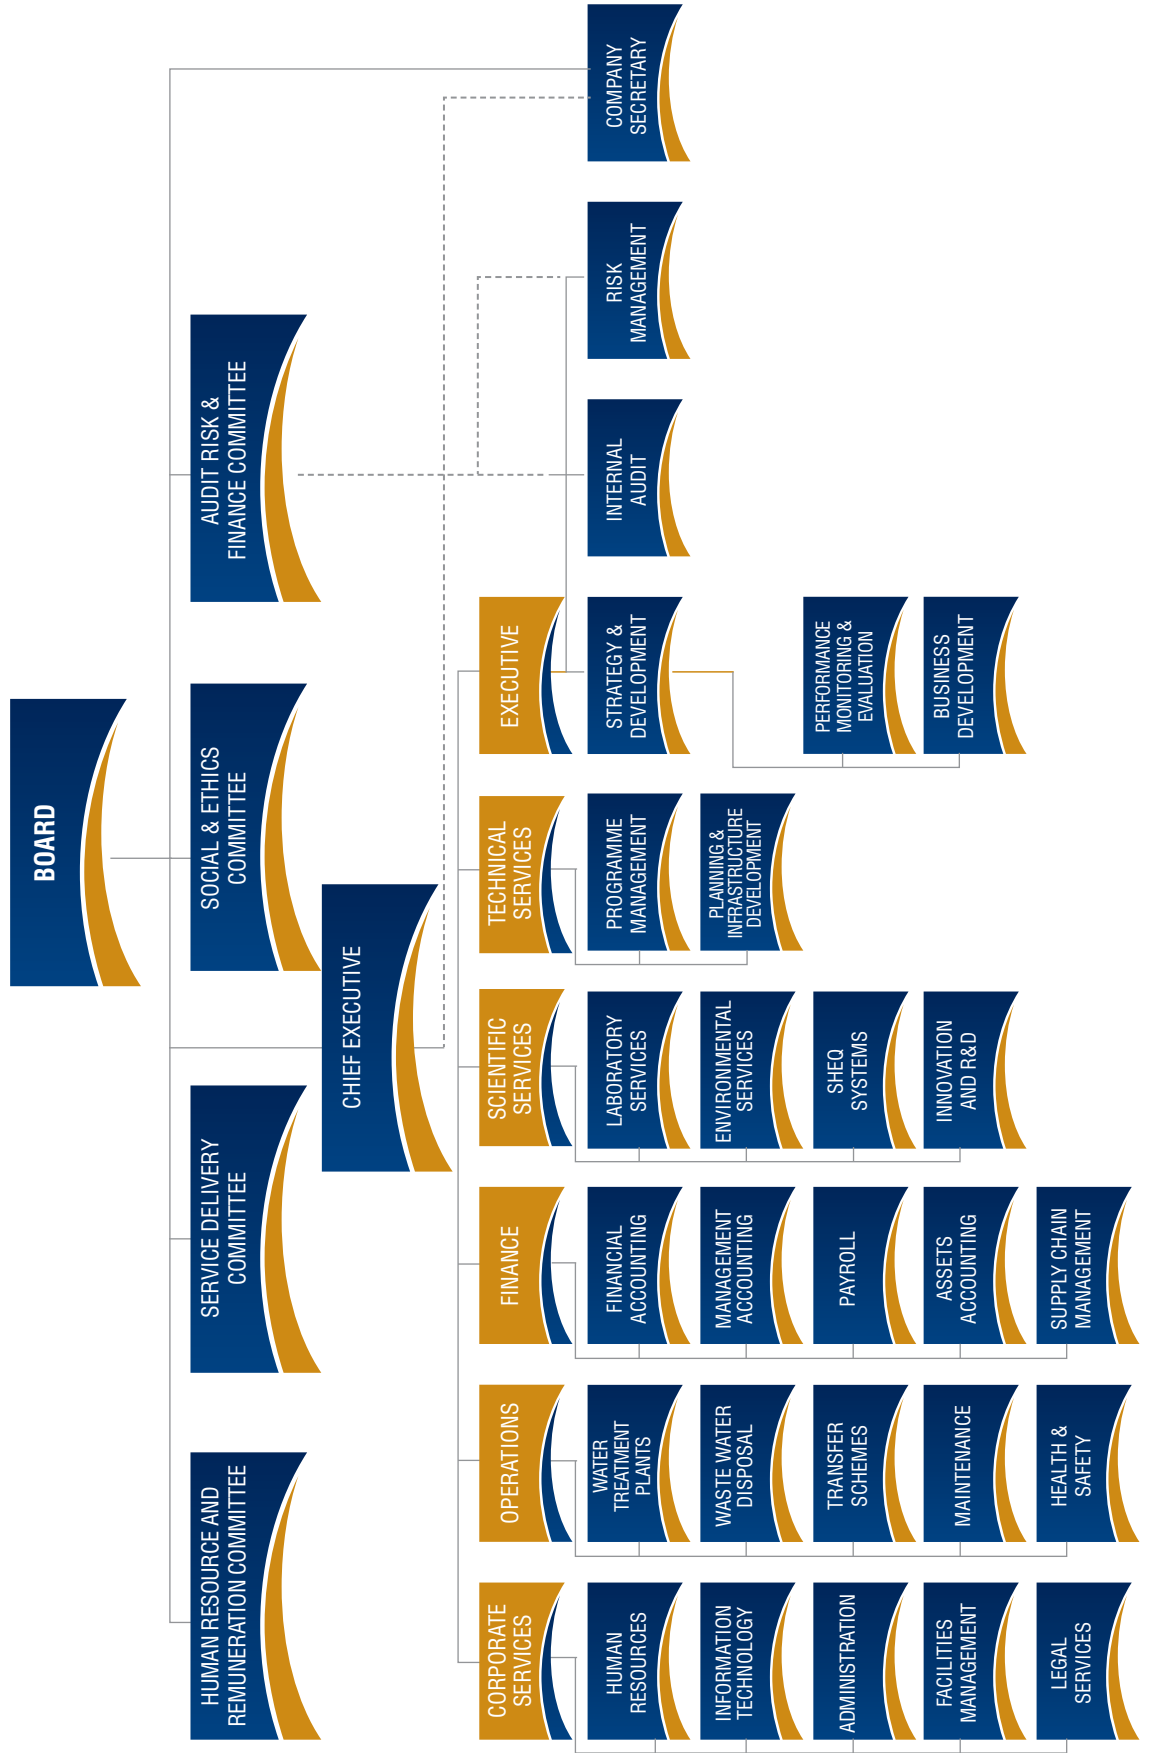 BOARD
HUMAN RESOURCE AND
REMUNERATION COMMITTEE
SERVICE DELIVERY
COMMITTEE
SOCIAL & ETHICS
COMMITTEE
AUDIT RISK &
FINANCE COMMITTEE
CHIEF EXECUTIVE
CORPORATE
SERVICES
OPERATIONS
FINANCE
SCIENTIFIC
SERVICES
TECHNICAL
SERVICES
EXECUTIVE
HUMAN
RESOURCES
INFORMATION
TECHNOLOGY
ADMINISTRATION
FACILITIES
MANAGEMENT
LEGAL
SERVICES
WATER
TREATMENT
PLANTS
WASTE WATER
DISPOSAL
TRANSFER
SCHEMES
MAINTENANCE
HEALTH &
SAFETY
FINANCIAL
ACCOUNTING
MANAGEMENT
ACCOUNTING
PAYROLL
ASSETS
ACCOUNTING
SUPPLY CHAIN
MANAGEMENT
LABORATORY
SERVICES
ENVIRONMENTAL
SERVICES
SHEQ
SYSTEMS
INNOVATION
AND R&D
PROGRAMME
MANAGEMENT
PLANNING &
INFRASTRUCTURE
DEVELOPMENT
STRATEGY &
DEVELOPMENT
PERFORMANCE
MONITORING &
EVALUATION
BUSINESS
DEVELOPMENT
INTERNAL
AUDIT
RISK
MANAGEMENT
COMPANY
SECRETARY